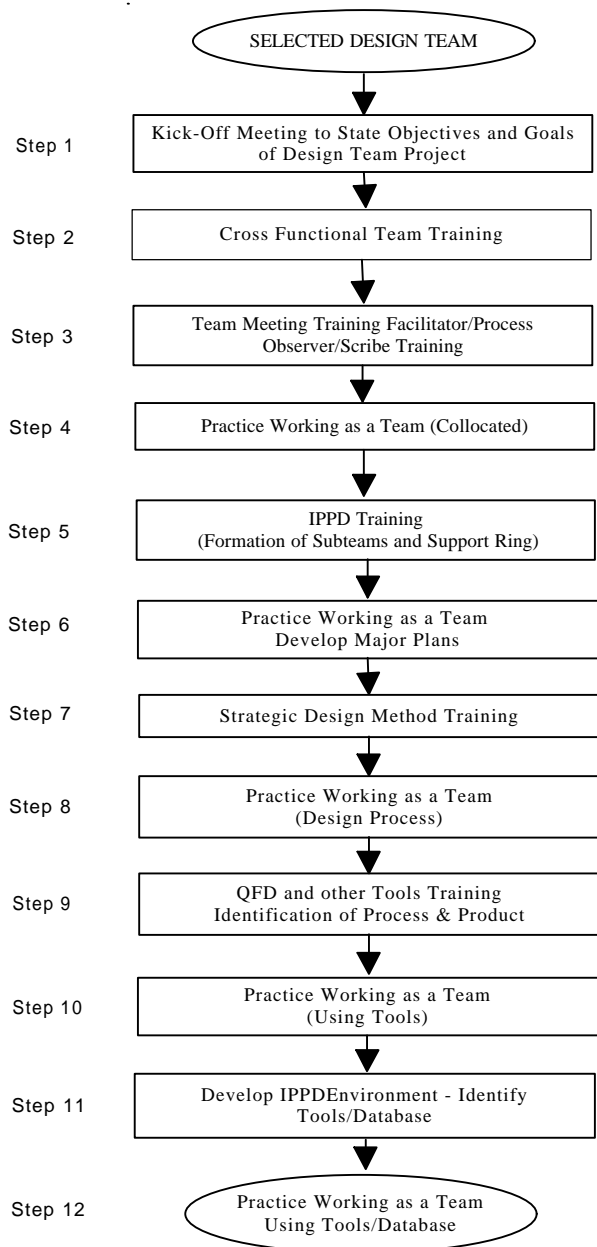 SELECTED DESIGN TEAM
Step 1
Kick-Off Meeting to State Objectives and Goals
of Design Team Project
Step 2
Cross Functional Team Training
Step 3
Team Meeting Training Facilitator/Process
Observer/Scribe Training
Step 4
Practice Working as a Team (Collocated)
Step 5
IPPD Training
(Formation of Subteams and Support Ring)
Step 6
Practice Working as a Team
Develop Major Plans
Step 7
Strategic Design Method Training
Step 8
Practice Working as a Team
(Design Process)
Step 9
QFD and other Tools Training
Identification of Process & Product
Step 10
Practice Working as a Team
(Using Tools)
Step 11
Develop IPPDEnvironment - Identify
Tools/Database
Step 12
Practice Working as a Team
Using Tools/Database